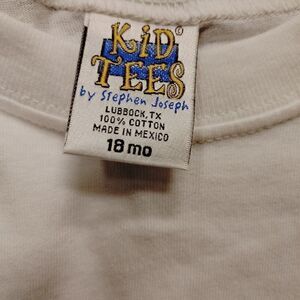 KiD
TEES
by Stephen Joseph
LUBBOCK, TX
100% COTTON
MADE IN MEXICO
18 mo